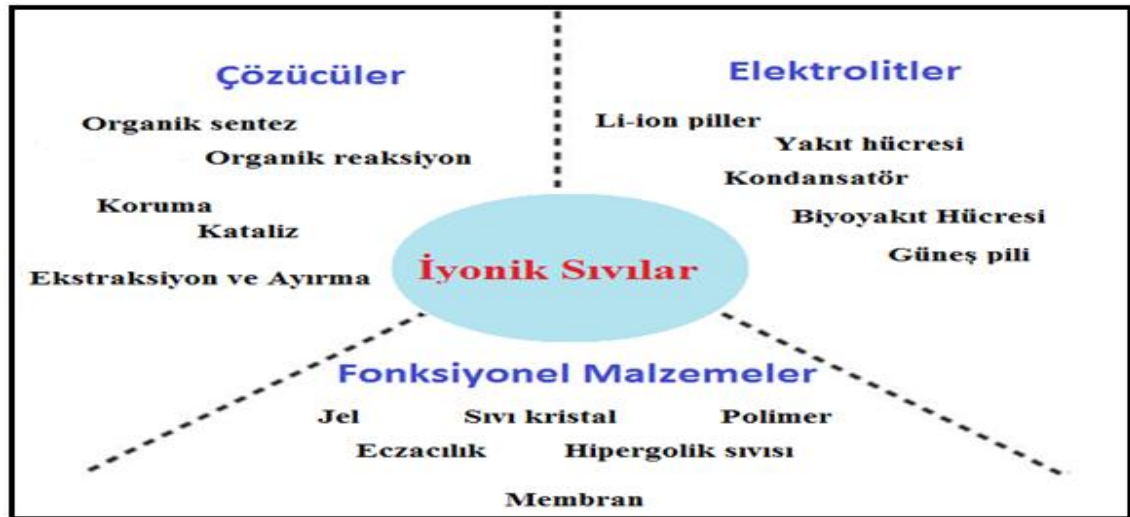 Çözücüler
Organik sentez
Organik reaksiyon
Koruma
Kataliz
Ekstraksiyon ve Ayırma
Elektrolitler
Li-ion piller
Yakıt hücresi
Kondansatör
Biyoyakıt Hücresi
Güneş pili
İyonik Sıvılar
Fonksiyonel Malzemeler
Jel Sıvı kristal Polimer
Eczacılık Hipergolik sıvısı
Membran